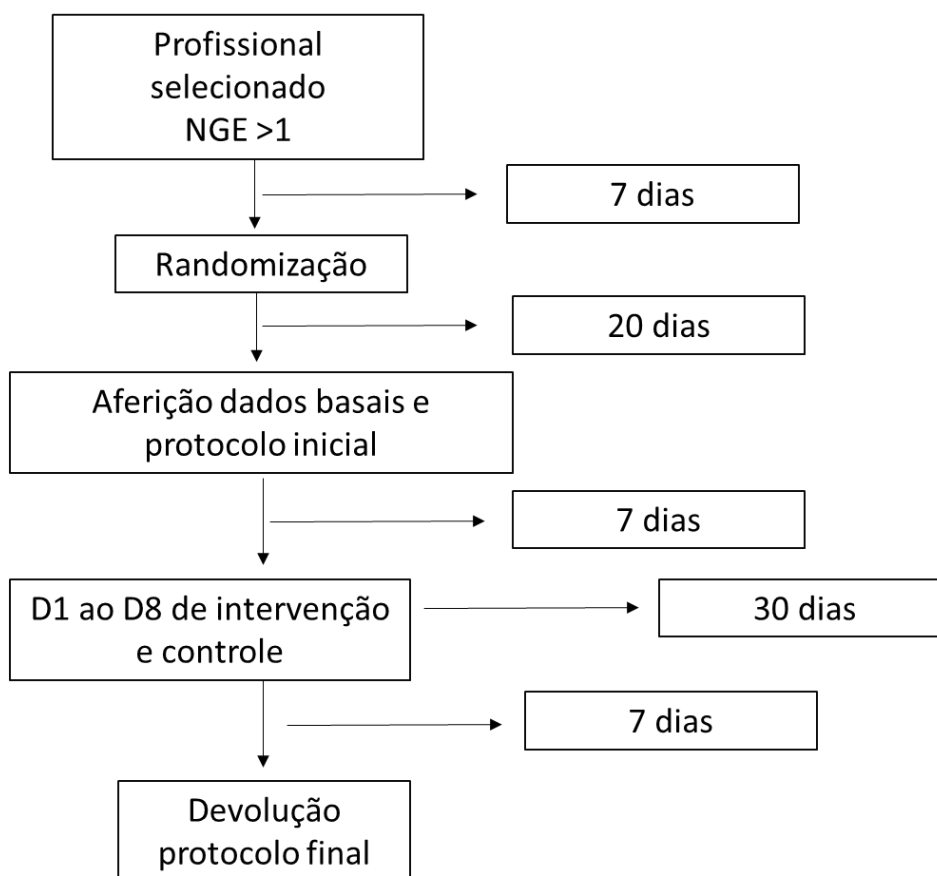 Profissional
selecionado
NGE >1
7 dias
Randomização
20 dias
Aferição dados basais e
protocolo inicial
7 dias
D1 ao D8 de intervenção
e controle
30 dias
7 dias
Devolução
protocolo final